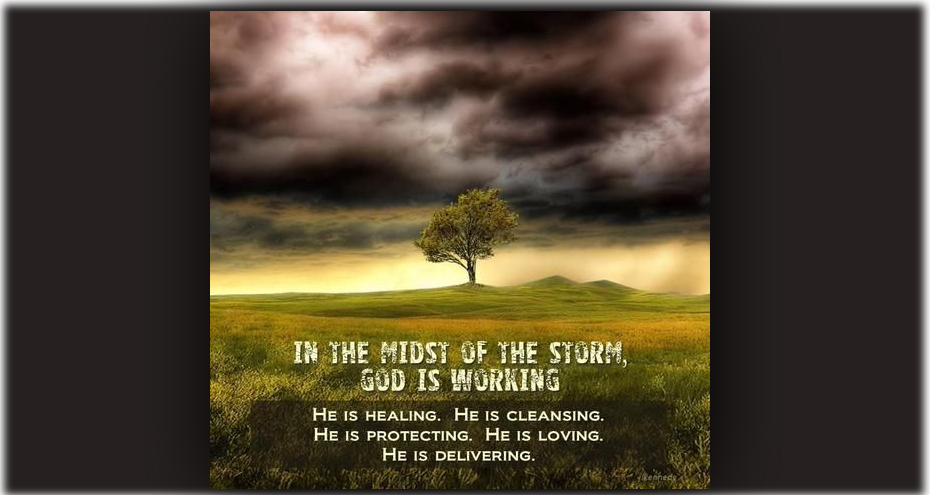 IN THE MIDST OF THE STORM,
GOD IS WORKING
HE IS HEALING. HE IS CLEANSING.
HE IS PROTECTING. HE IS LOVING.
HE IS DELIVERING.